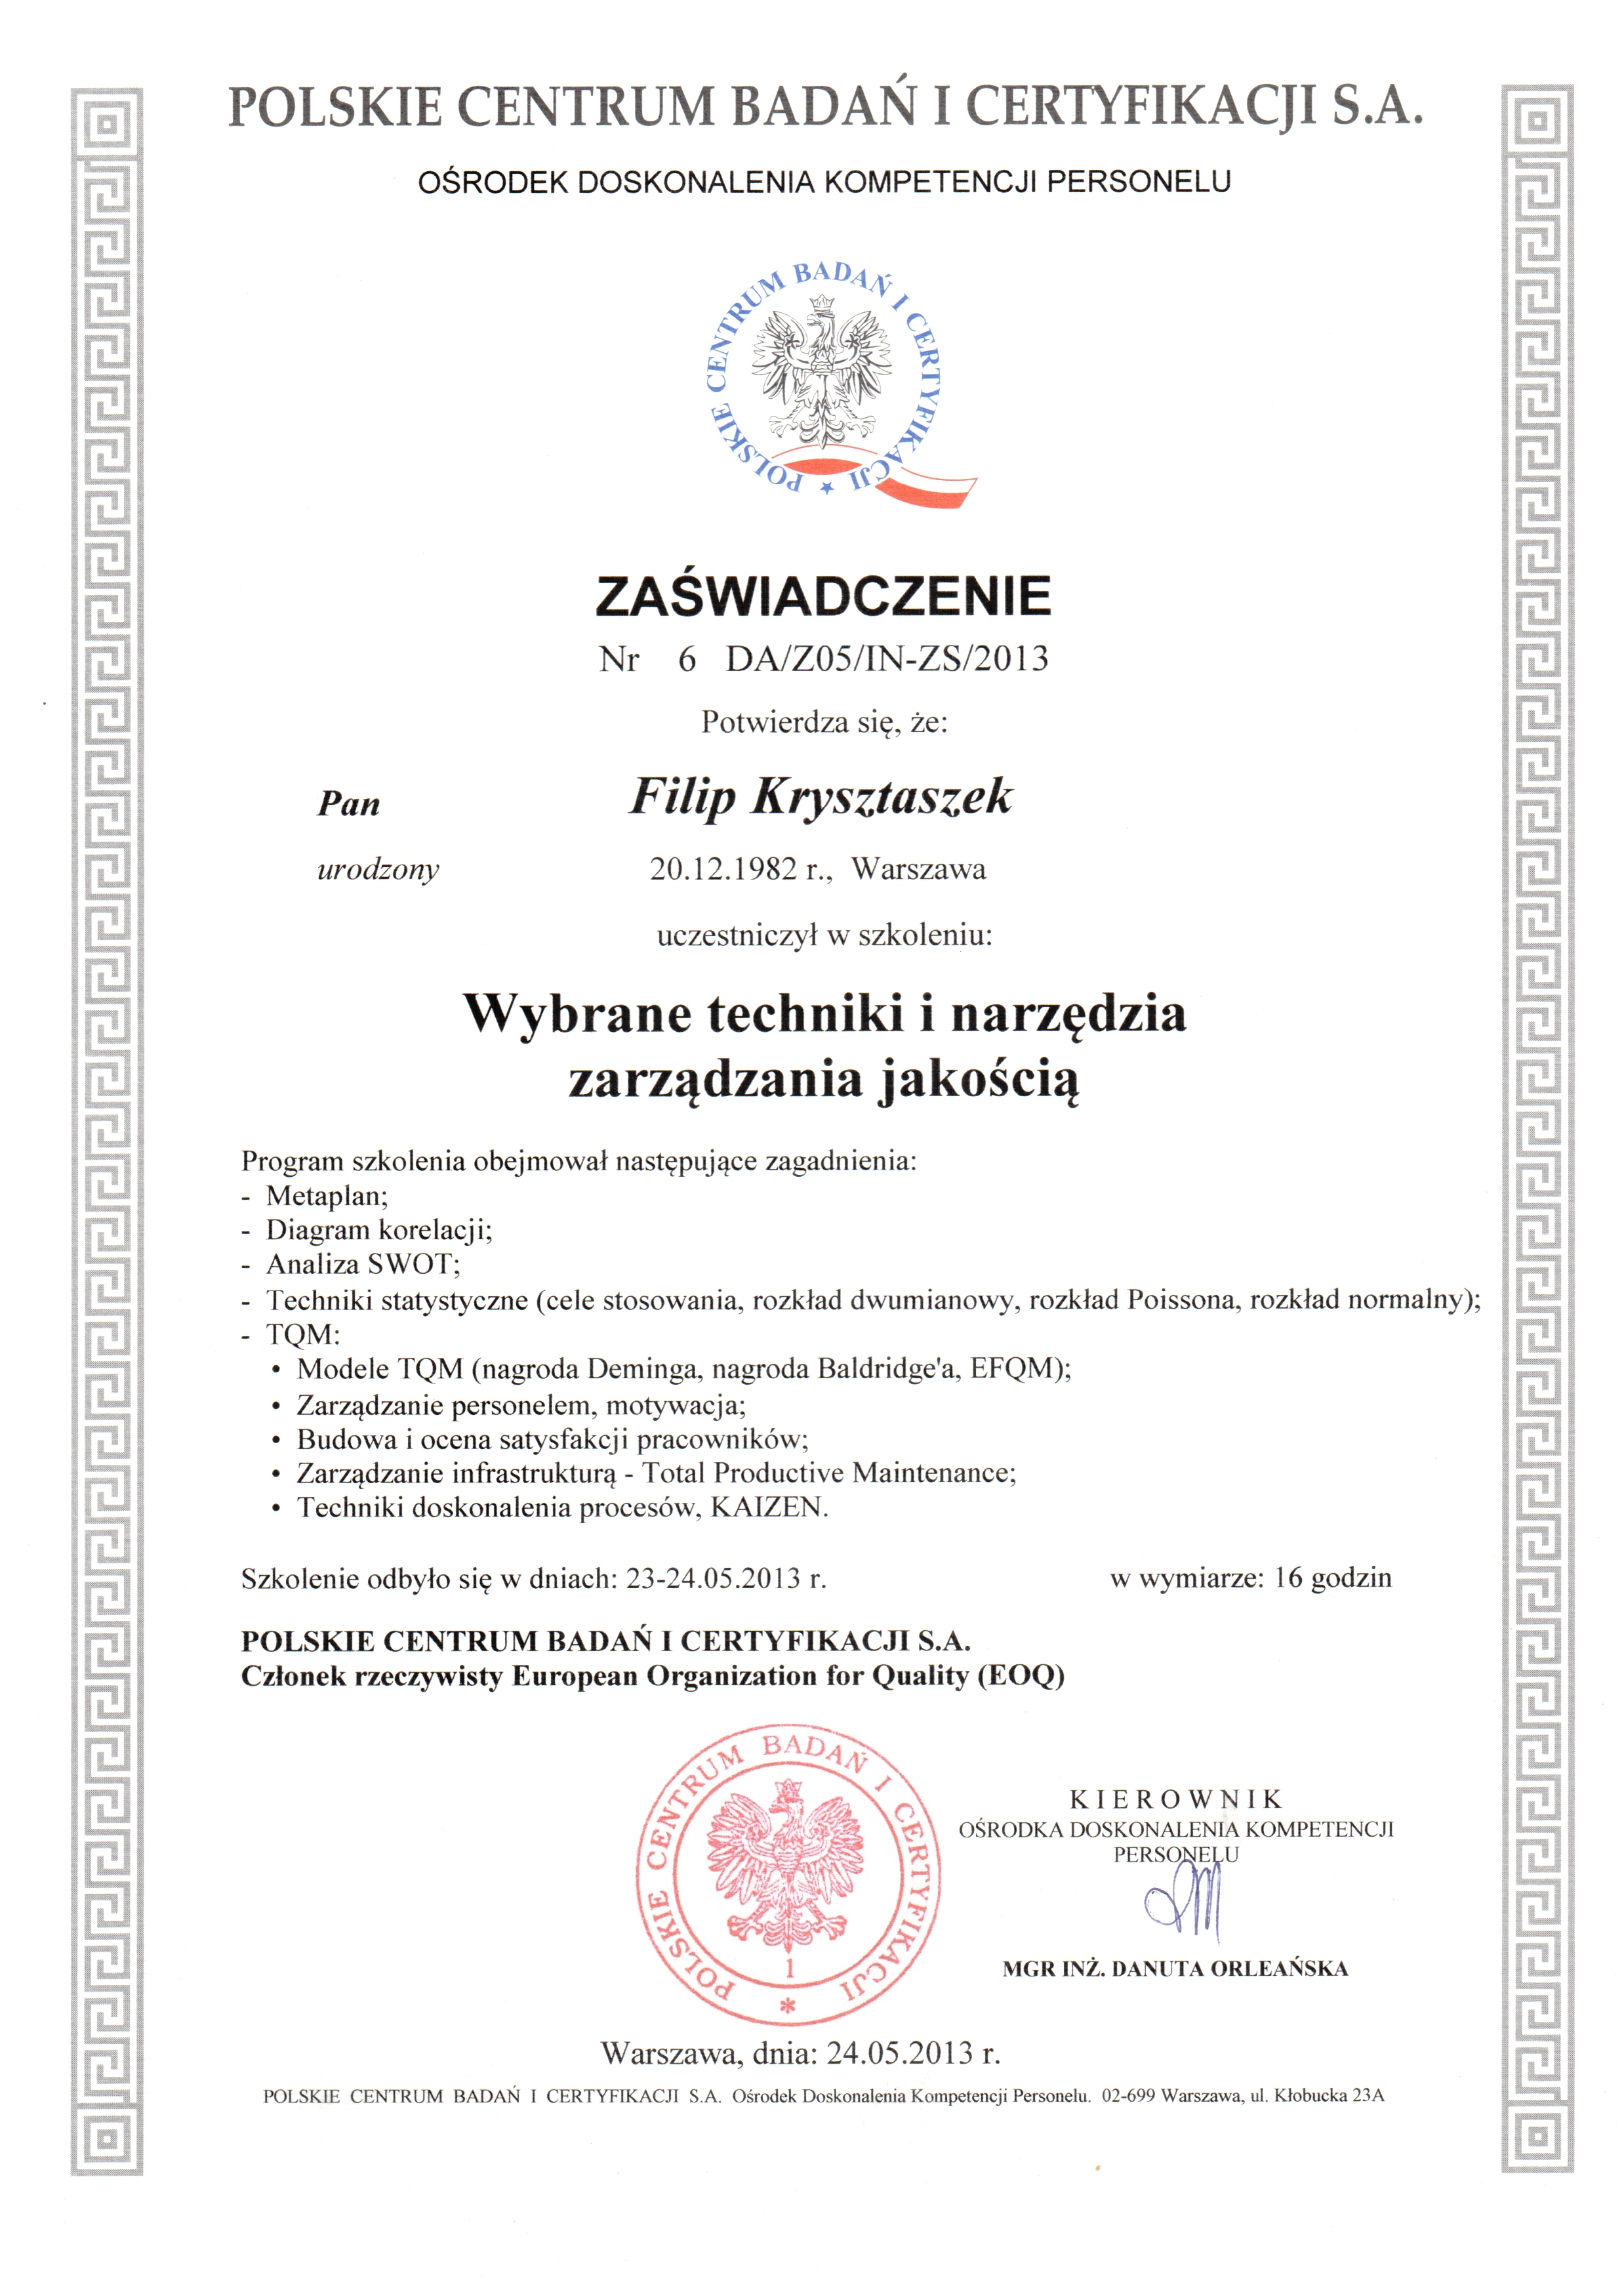 POLSKIE CENTRUM BADAŃ I CERTYFIKACJI S.A.
OŚRODEK DOSKONALENIA KOMPETENCJI PERSONELU
POLSKIE CENTRUM BADAŃ I CERTYFIKACJI
ZAŚWIADCZENIE
Nr 6 DA/Z05/IN-ZS/2013
Potwierdza się, że:
Pan Filip Krysztaszek
urodzony 20.12.1982 r., Warszawa
uczestniczył w szkoleniu:
Wybrane techniki i narzędzia
zarządzania jakością
Program szkolenia obejmował następujące zagadnienia:
- Metaplan;
- Diagram korelacji;
- Analiza SWOT;
- Techniki statystyczne (cele stosowania, rozkład dwumianowy, rozkład Poissona, rozkład normalny);
- TQM:
• Modele TQM (nagroda Deminga, nagroda Baldridge'a, EFQM);
• Zarządzanie personelem, motywacja;
• Budowa i ocena satysfakcji pracowników;
• Zarządzanie infrastrukturą - Total Productive Maintenance;
• Techniki doskonalenia procesów, KAIZEN.
Szkolenie odbyło się w dniach: 23-24.05.2013 r. w wymiarze: 16 godzin
POLSKIE CENTRUM BADAŃ I CERTYFIKACJI S.A.
Członek rzeczywisty European Organization for Quality (EOQ)
POLSKIE CENTRUM BADAŃ I CERTYFIKACJI
1
KIEROWNIK
OŚRODKA DOSKONALENIA KOMPETENCJI
PERSONELU
MGR INŻ. DANUTA ORLEAŃSKA
Warszawa, dnia: 24.05.2013 r.
POLSKIE CENTRUM BADAŃ I CERTYFIKACJI S.A. Ośrodek Doskonalenia Kompetencji Personelu. 02-699 Warszawa, ul. Kłobucka 23A